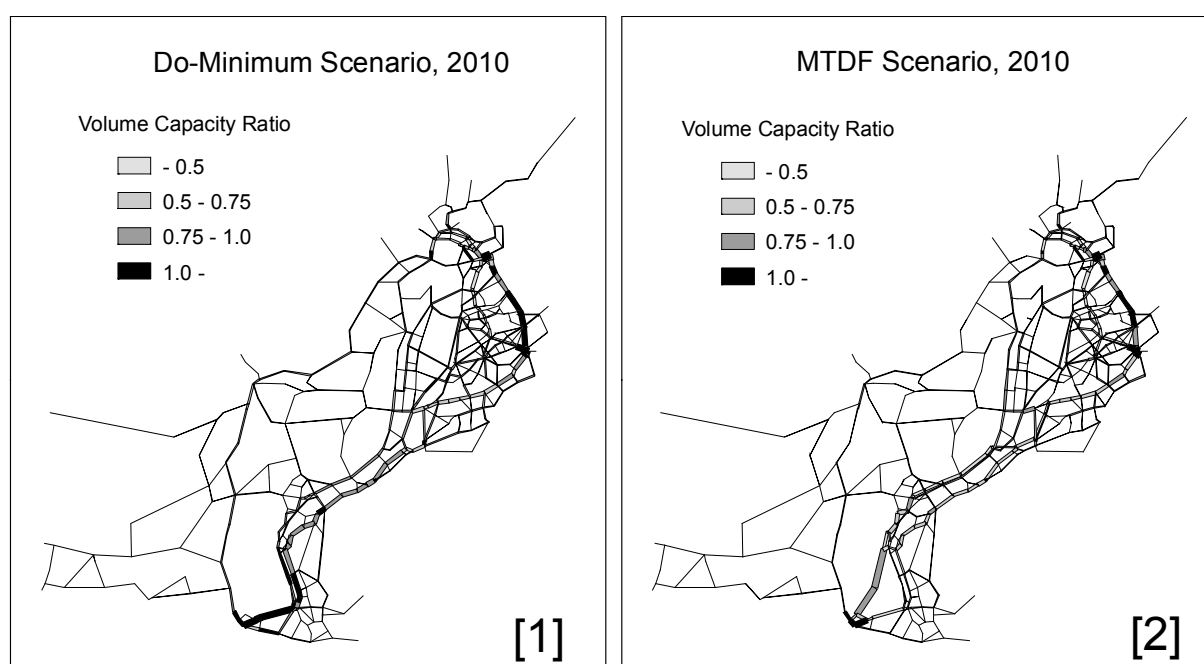 Do-Minimum Scenario, 2010
Volume Capacity Ratio
- 0.5
0.5 - 0.75
0.75 - 1.0
1.0 -
[1]
MTDF Scenario, 2010
Volume Capacity Ratio
- 0.5
0.5 - 0.75
0.75 - 1.0
1.0 -
[2]